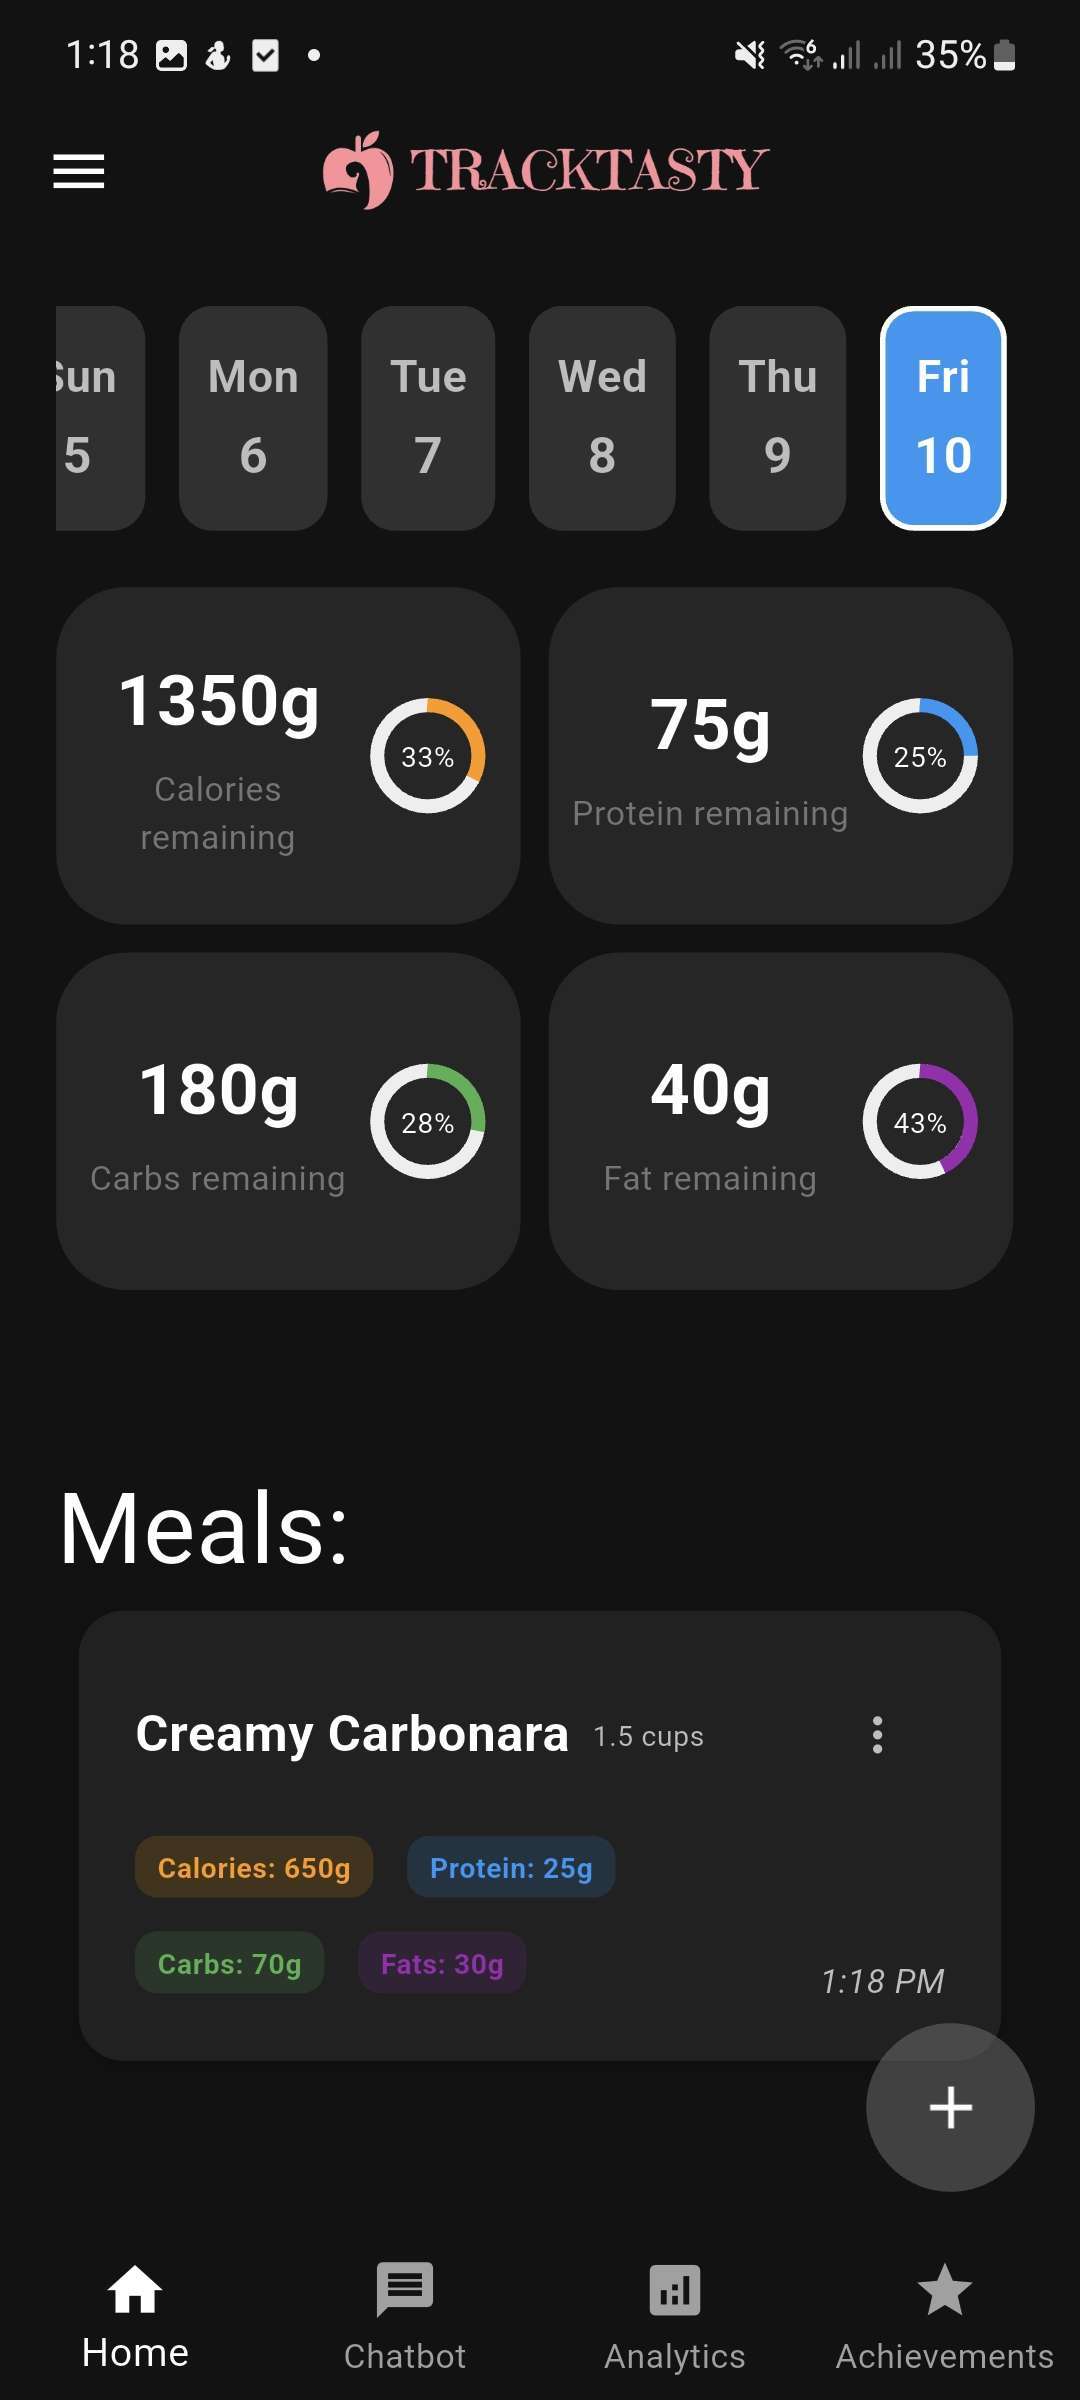 1:18 35%
TRACKTASTY
Sun Mon Tue Wed Thu Fri
5 6 7 8 9 10
1350g
Calories
remaining
33%
75g
Protein remaining
25%
180g
Carbs remaining
28%
40g
Fat remaining
43%
Meals:
Creamy Carbonara 1.5 cups
Calories: 650g Protein: 25g
Carbs: 70g Fats: 30g
1:18 PM
Home Chatbot Analytics Achievements